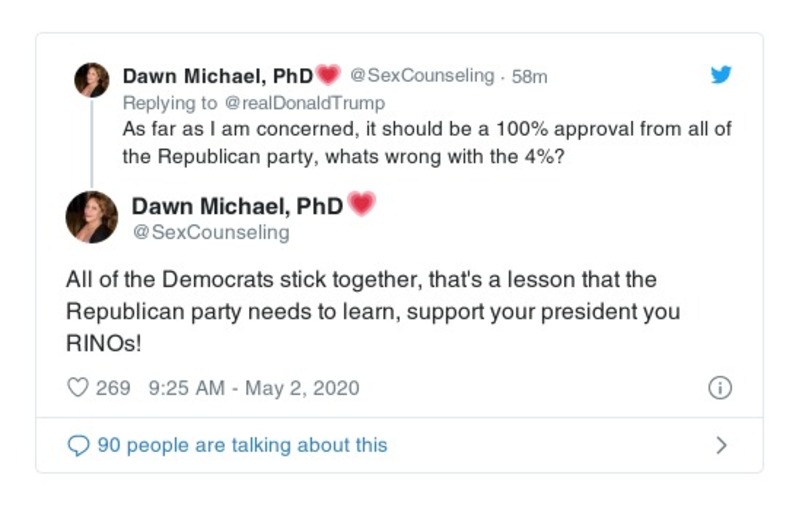 Dawn Michael, PhD💗 @SexCounseling · 58m
Replying to @realDonaldTrump
As far as I am concerned, it should be a 100% approval from all of
the Republican party, whats wrong with the 4%?
Dawn Michael, PhD💗
@SexCounseling
All of the Democrats stick together, that's a lesson that the
Republican party needs to learn, support your president you
RINOs!
269 9:25 AM - May 2, 2020
90 people are talking about this